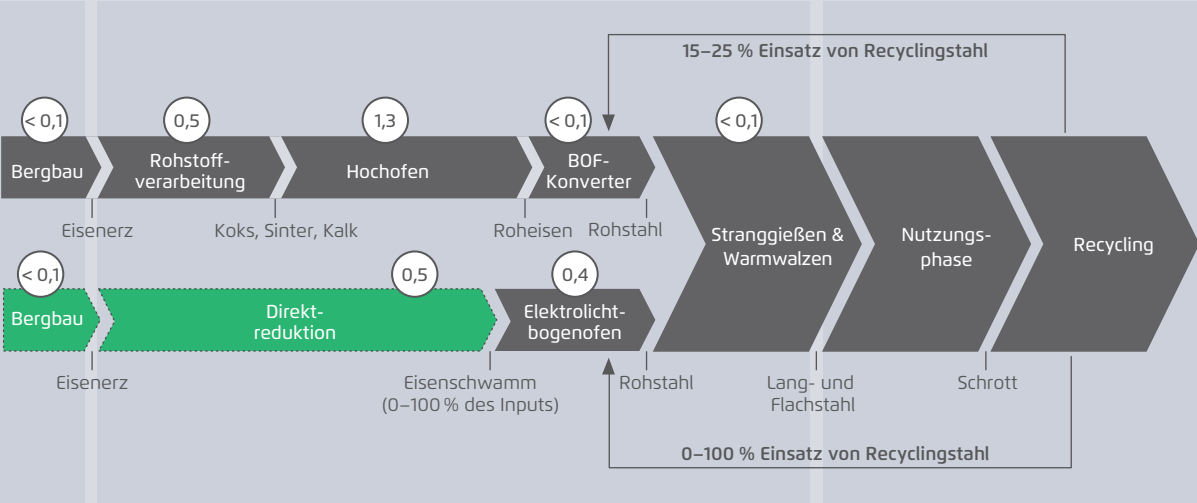 15–25 % Einsatz von Recyclingstahl
< 0,1
0,5
1,3
< 0,1
< 0,1
Bergbau
Rohstoff-
verarbeitung
Hochofen
BOF-
Konverter
Eisenerz
Koks, Sinter, Kalk
Roheisen
Rohstahl
Stranggießen &
Warmwalzen
Nutzungs-
phase
Recycling
< 0,1
0,5
0,4
Bergbau
Direkt-
reduktion
Elektrolicht-
bogenofen
Eisenerz
Eisenschwamm
(0–100 % des Inputs)
Rohstahl
Lang- und
Flachstahl
Schrott
0–100 % Einsatz von Recyclingstahl